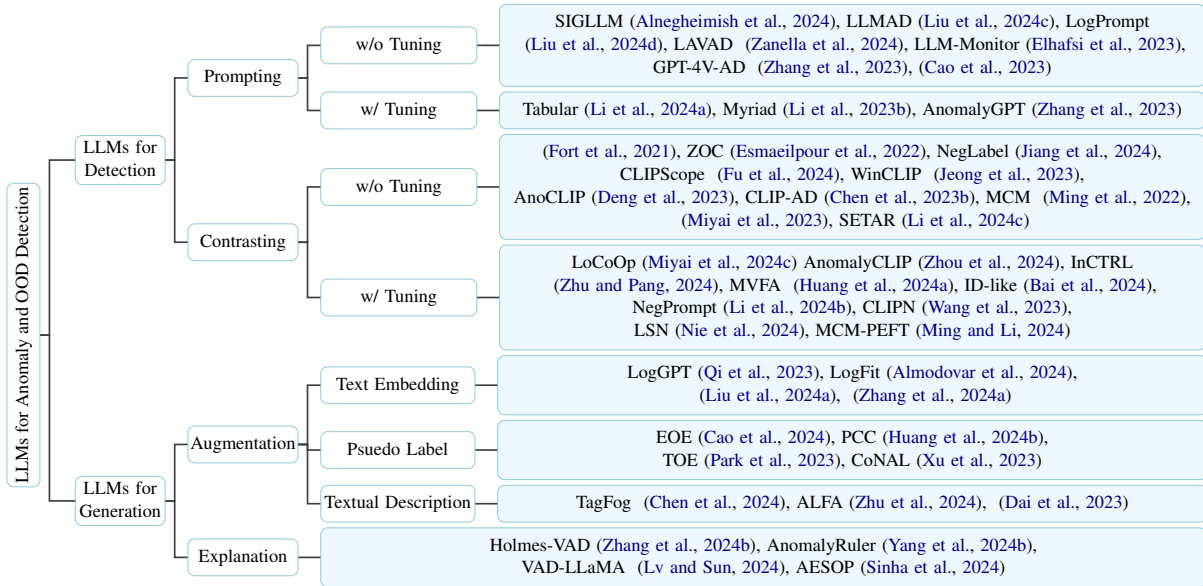 LLMs for Anomaly and OOD Detection
LLMs for
Detection
Prompting
w/o Tuning
SIGLLM (Alnegheimish et al., 2024), LLMAD (Liu et al., 2024c), LogPrompt
(Liu et al., 2024d), LAVAD (Zanella et al., 2024), LLM-Monitor (Elhafsi et al., 2023),
GPT-4V-AD (Zhang et al., 2023), (Cao et al., 2023)
w/ Tuning
Tabular (Li et al., 2024a), Myriad (Li et al., 2023b), AnomalyGPT (Zhang et al., 2023)
Contrasting
w/o Tuning
(Fort et al., 2021), ZOC (Esmaeilpour et al., 2022), NegLabel (Jiang et al., 2024),
CLIPScope (Fu et al., 2024), WinCLIP (Jeong et al., 2023),
AnoCLIP (Deng et al., 2023), CLIP-AD (Chen et al., 2023b), MCM (Ming et al., 2022),
(Miyai et al., 2023), SETAR (Li et al., 2024c)
w/ Tuning
LoCoOp (Miyai et al., 2024c) AnomalyCLIP (Zhou et al., 2024), InCTRL
(Zhu and Pang, 2024), MVFA (Huang et al., 2024a), ID-like (Bai et al., 2024),
NegPrompt (Li et al., 2024b), CLIPN (Wang et al., 2023),
LSN (Nie et al., 2024), MCM-PEFT (Ming and Li, 2024)
LLMs for
Generation
Augmentation
Text Embedding
LogGPT (Qi et al., 2023), LogFit (Almodovar et al., 2024),
(Liu et al., 2024a), (Zhang et al., 2024a)
Psuedo Label
EOE (Cao et al., 2024), PCC (Huang et al., 2024b),
TOE (Park et al., 2023), CoNAL (Xu et al., 2023)
Textual Description
TagFog (Chen et al., 2024), ALFA (Zhu et al., 2024), (Dai et al., 2023)
Explanation
Holmes-VAD (Zhang et al., 2024b), AnomalyRuler (Yang et al., 2024b),
VAD-LLaMA (Lv and Sun, 2024), AESOP (Sinha et al., 2024)